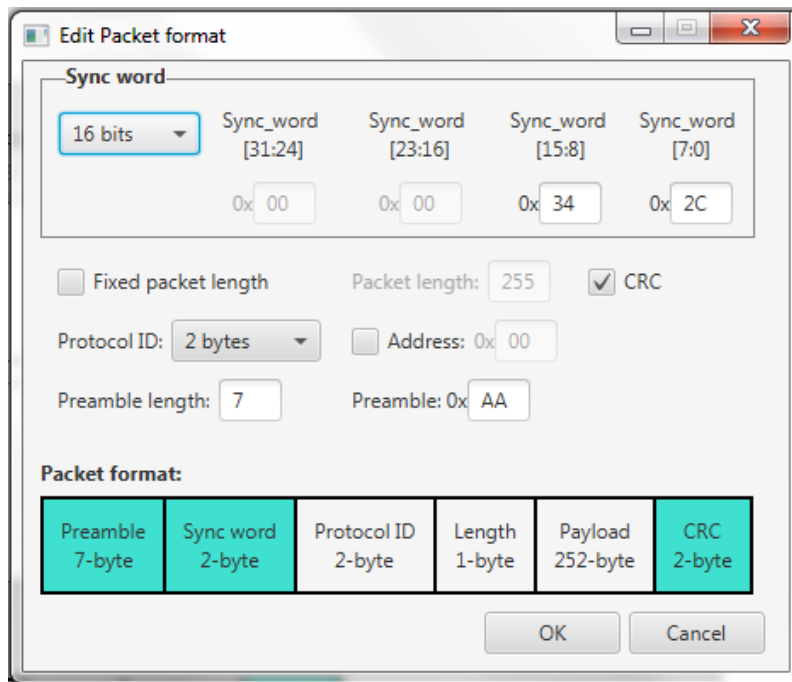 Edit Packet format
Sync word
16 bits
Sync_word [31:24]
Sync_word [23:16]
Sync_word [15:8]
Sync_word [7:0]
0x 00
0x 00
0x 34
0x 2C
Fixed packet length
Packet length: 255
CRC
Protocol ID: 2 bytes
Address: 0x 00
Preamble length: 7
Preamble: 0x AA
Packet format:
Preamble 7-byte
Sync word 2-byte
Protocol ID 2-byte
Length 1-byte
Payload 252-byte
CRC 2-byte
OK
Cancel